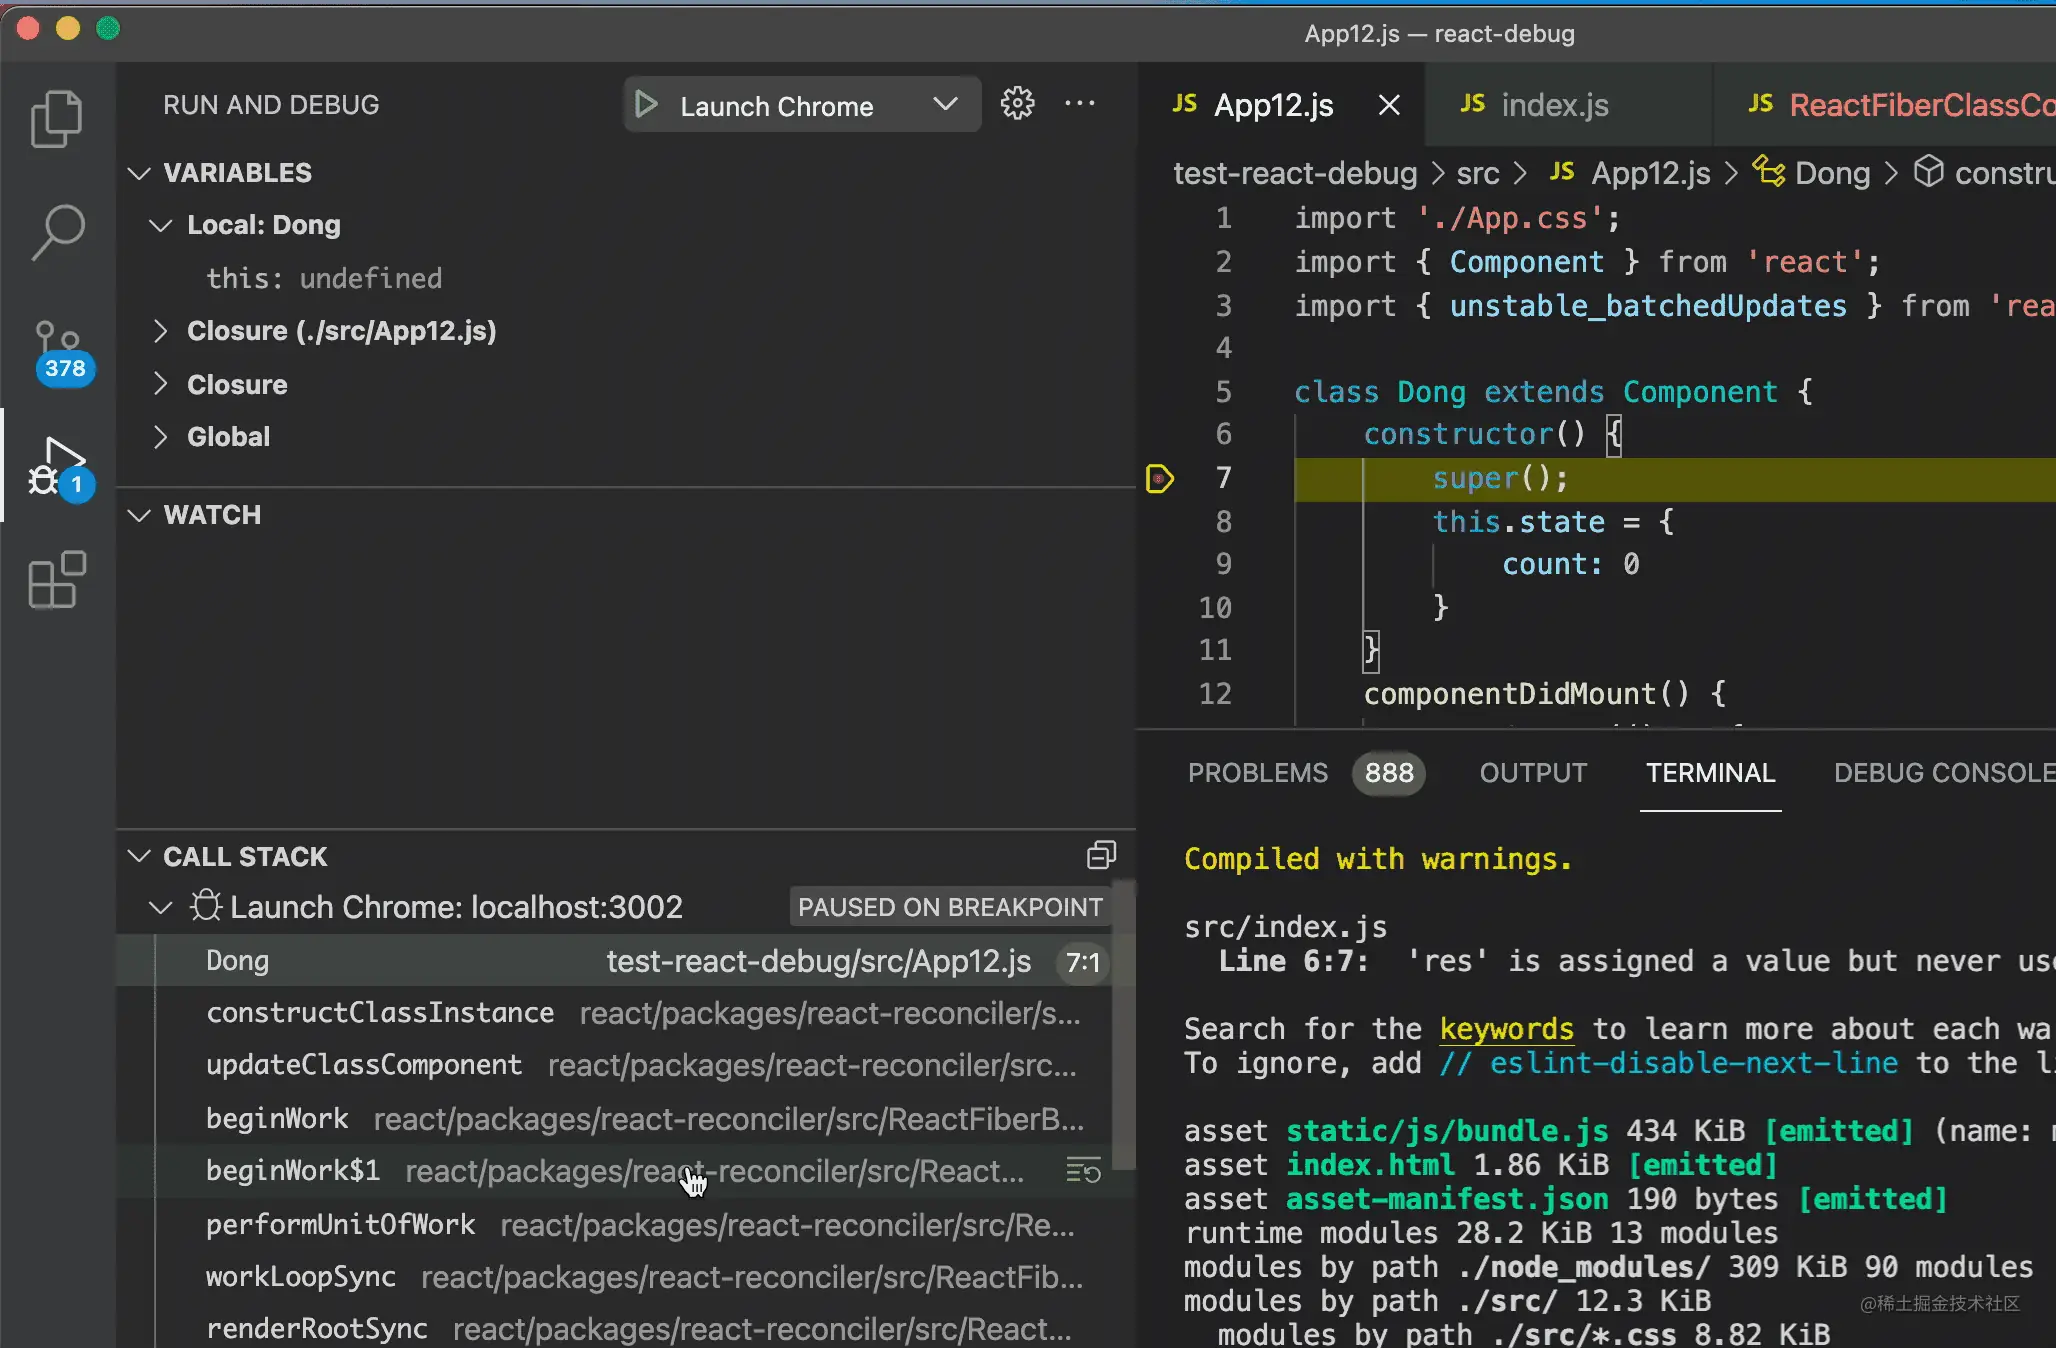 App12.js — react-debug
RUN AND DEBUG
Launch Chrome
VARIABLES
Local: Dong
this: undefined
Closure (./src/App12.js)
Closure
Global
378
1
WATCH
CALL STACK
Launch Chrome: localhost:3002 PAUSED ON BREAKPOINT
Dong test-react-debug/src/App12.js 7:1
constructClassInstance react/packages/react-reconciler/s...
updateClassComponent react/packages/react-reconciler/src...
beginWork react/packages/react-reconciler/src/ReactFiberB...
beginWork$1 react/packages/react-reconciler/src/React...
performUnitOfWork react/packages/react-reconciler/src/Re...
workLoopSync react/packages/react-reconciler/src/ReactFib...
renderRootSync react/packages/react-reconciler/src/React...
JS App12.js JS index.js JS ReactFiberClassCo
test-react-debug > src > JS App12.js > Dong > constru
1 import './App.css';
2 import { Component } from 'react';
3 import { unstable_batchedUpdates } from 'rea
4
5 class Dong extends Component {
6 constructor() {
7 super();
8 this.state = {
9 count: 0
10 }
11 }
12 componentDidMount() {
PROBLEMS 888 OUTPUT TERMINAL DEBUG CONSOLE
Compiled with warnings.
src/index.js
Line 6:7: 'res' is assigned a value but never use
Search for the keywords to learn more about each wa
To ignore, add // eslint-disable-next-line to the li
asset static/js/bundle.js 434 KiB [emitted] (name: m
asset index.html 1.86 KiB [emitted]
asset asset-manifest.json 190 bytes [emitted]
runtime modules 28.2 KiB 13 modules
modules by path ./node_modules/ 309 KiB 90 modules
modules by path ./src/ 12.3 KiB
modules by path ./src/*.css 8.82 KiB
@稀土掘金技术社区